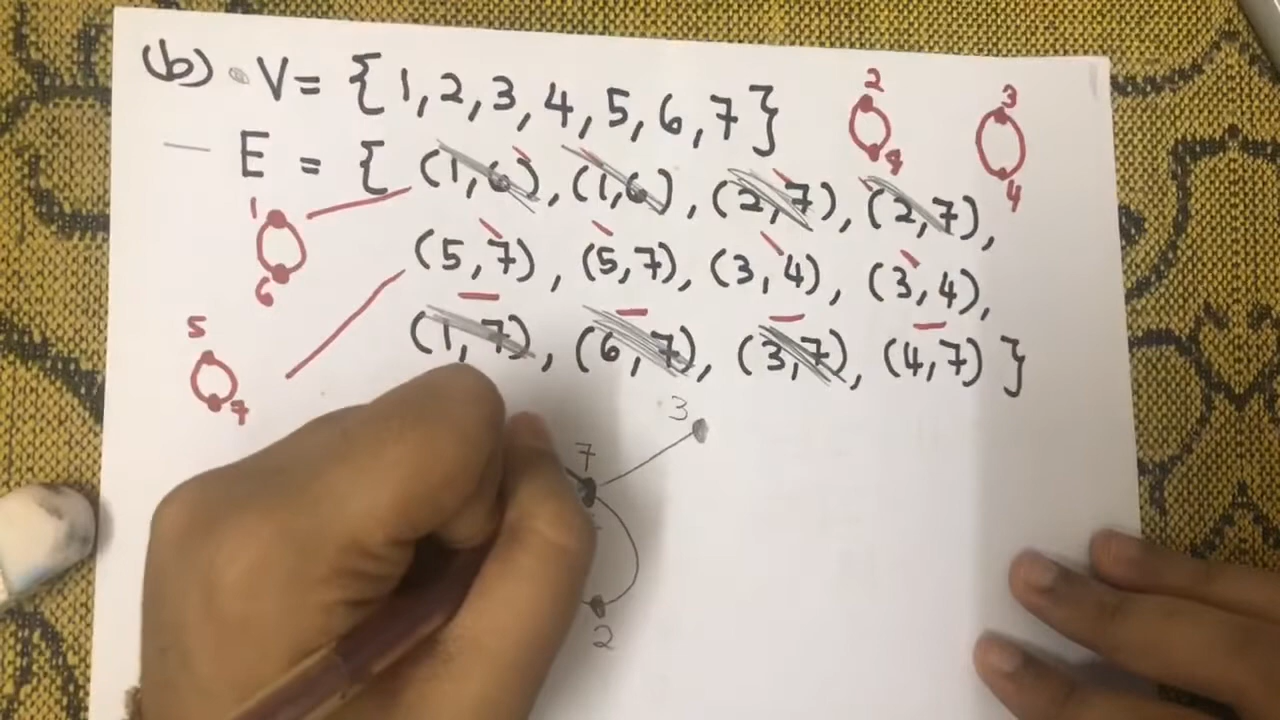 (b) V = {1, 2, 3, 4, 5, 6, 7}
E = {(1,6), (1,6), (2,7), (2,7),
(5,7), (5,7), (3,4), (3,4),
(1,7), (6,7), (3,7), (4,7)}
2
7
3
4
1
6
5
7
3
7
2